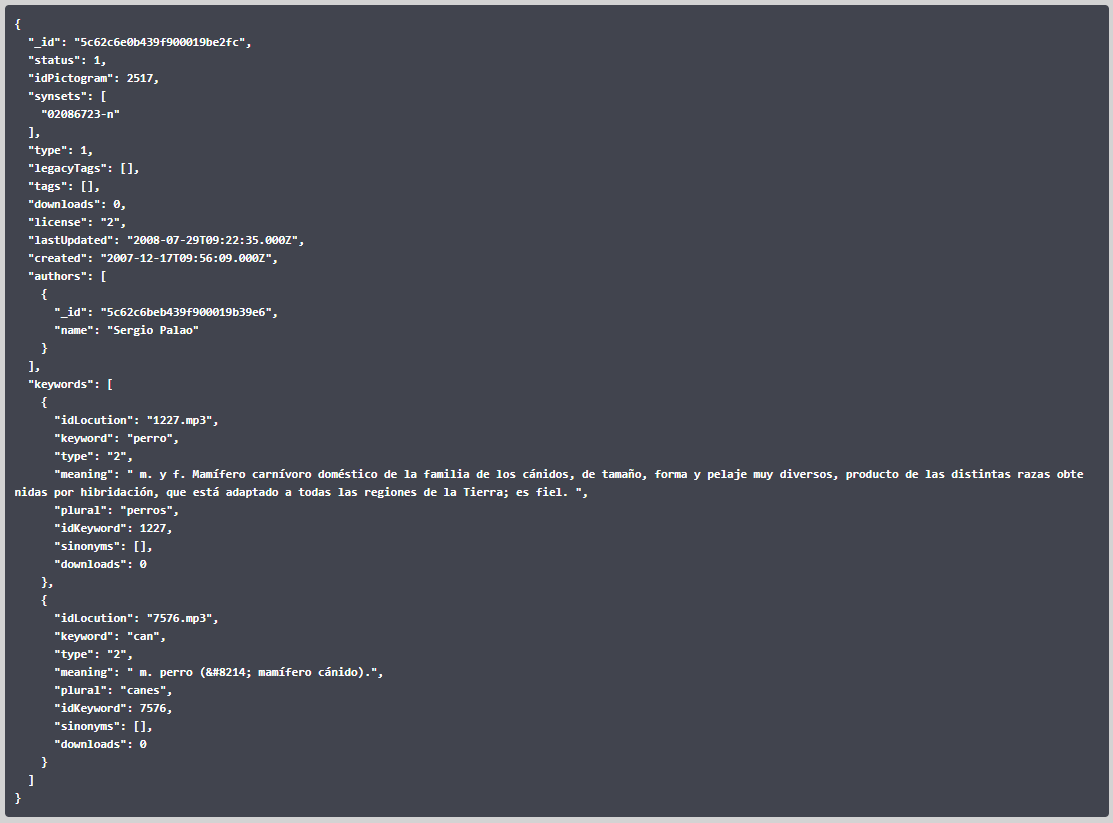 {
  "_id": "5c62c6e0b439f900019be2fc",
  "status": 1,
  "idPictogram": 2517,
  "synsets": [
    "02086723-n"
  ],
  "type": 1,
  "legacyTags": [],
  "tags": [],
  "downloads": 0,
  "license": "2",
  "lastUpdated": "2008-07-29T09:22:35.000Z",
  "created": "2007-12-17T09:56:09.000Z",
  "authors": [
    {
      "_id": "5c62c6beb439f900019b39e6",
      "name": "Sergio Palao"
    }
  ],
  "keywords": [
    {
      "idLocution": "1227.mp3",
      "keyword": "perro",
      "type": "2",
      "meaning": " m. y f. Mamífero carnívoro doméstico de la familia de los cánidos, de tamaño, forma y pelaje muy diversos, producto de las distintas razas obte
nidas por hibridación, que está adaptado a todas las regiones de la Tierra; es fiel. ",
      "plural": "perros",
      "idKeyword": 1227,
      "sinonyms": [],
      "downloads": 0
    },
    {
      "idLocution": "7576.mp3",
      "keyword": "can",
      "type": "2",
      "meaning": " m. perro (&#8214; mamífero cánido).",
      "plural": "canes",
      "idKeyword": 7576,
      "sinonyms": [],
      "downloads": 0
    }
  ]
}